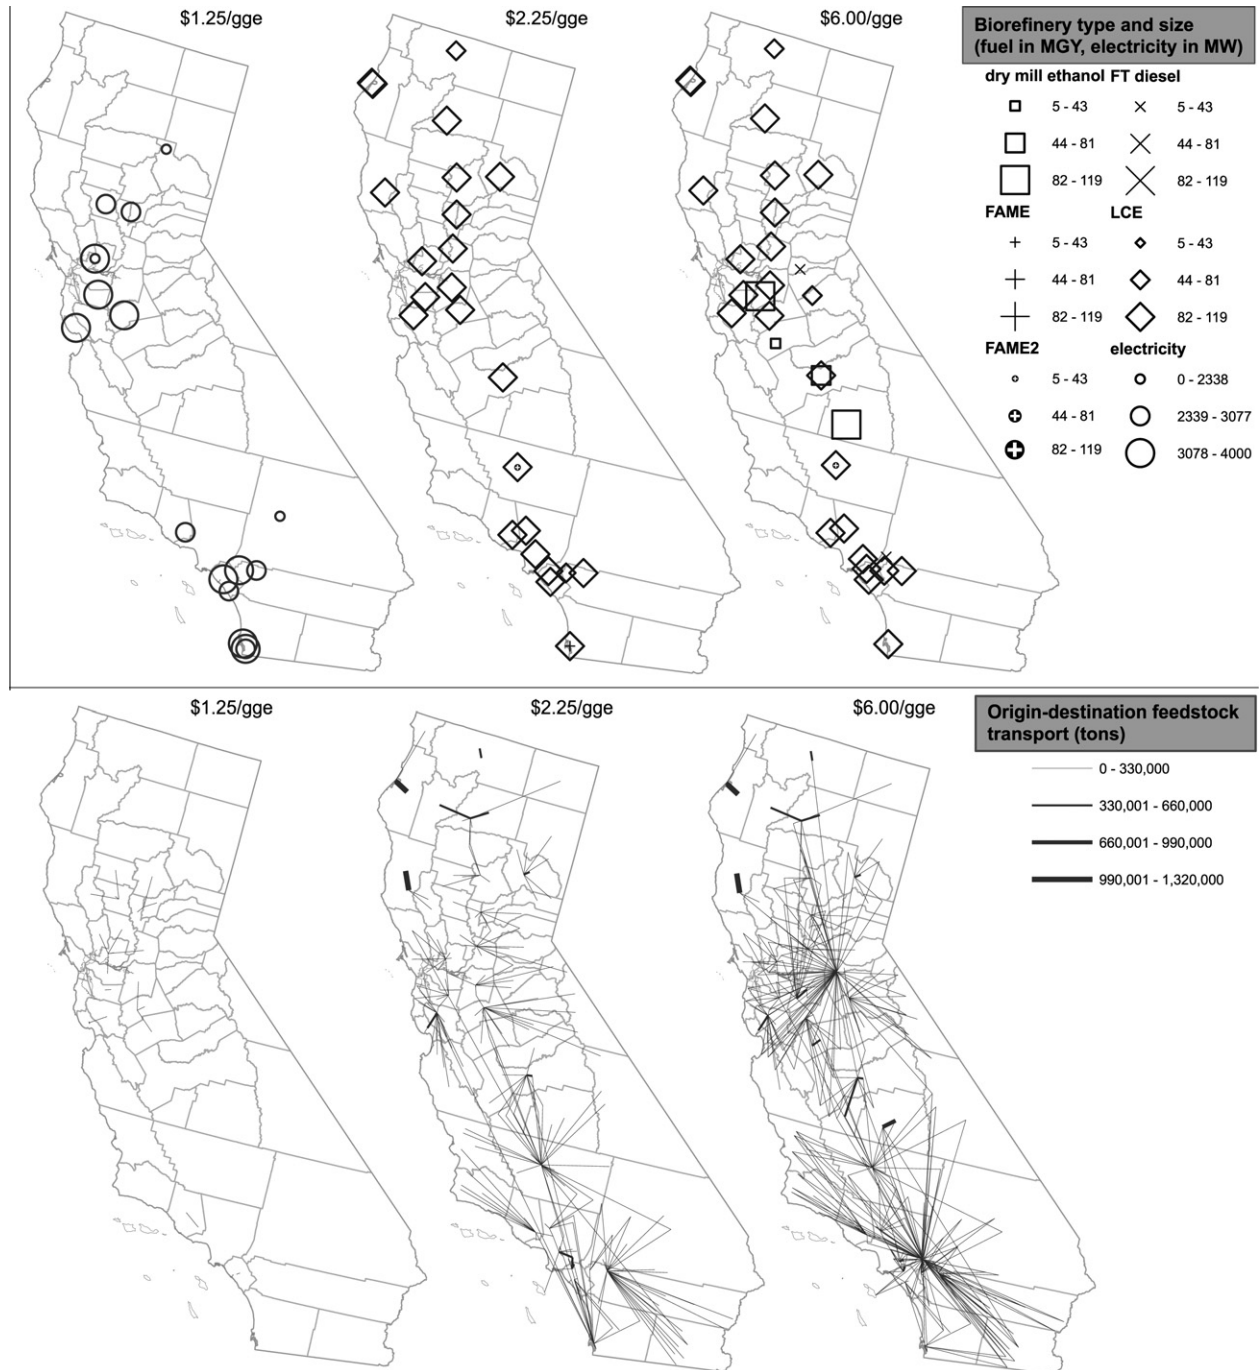 $1.25/gge
$2.25/gge
$6.00/gge
Biorefinery type and size
(fuel in MGY, electricity in MW)
dry mill ethanol FT diesel
5 - 43 5 - 43
44 - 81 44 - 81
82 - 119 82 - 119
FAME LCE
5 - 43 5 - 43
44 - 81 44 - 81
82 - 119 82 - 119
FAME2 electricity
5 - 43 0 - 2338
44 - 81 2339 - 3077
82 - 119 3078 - 4000
$1.25/gge
$2.25/gge
$6.00/gge
Origin-destination feedstock
transport (tons)
0 - 330,000
330,001 - 660,000
660,001 - 990,000
990,001 - 1,320,000